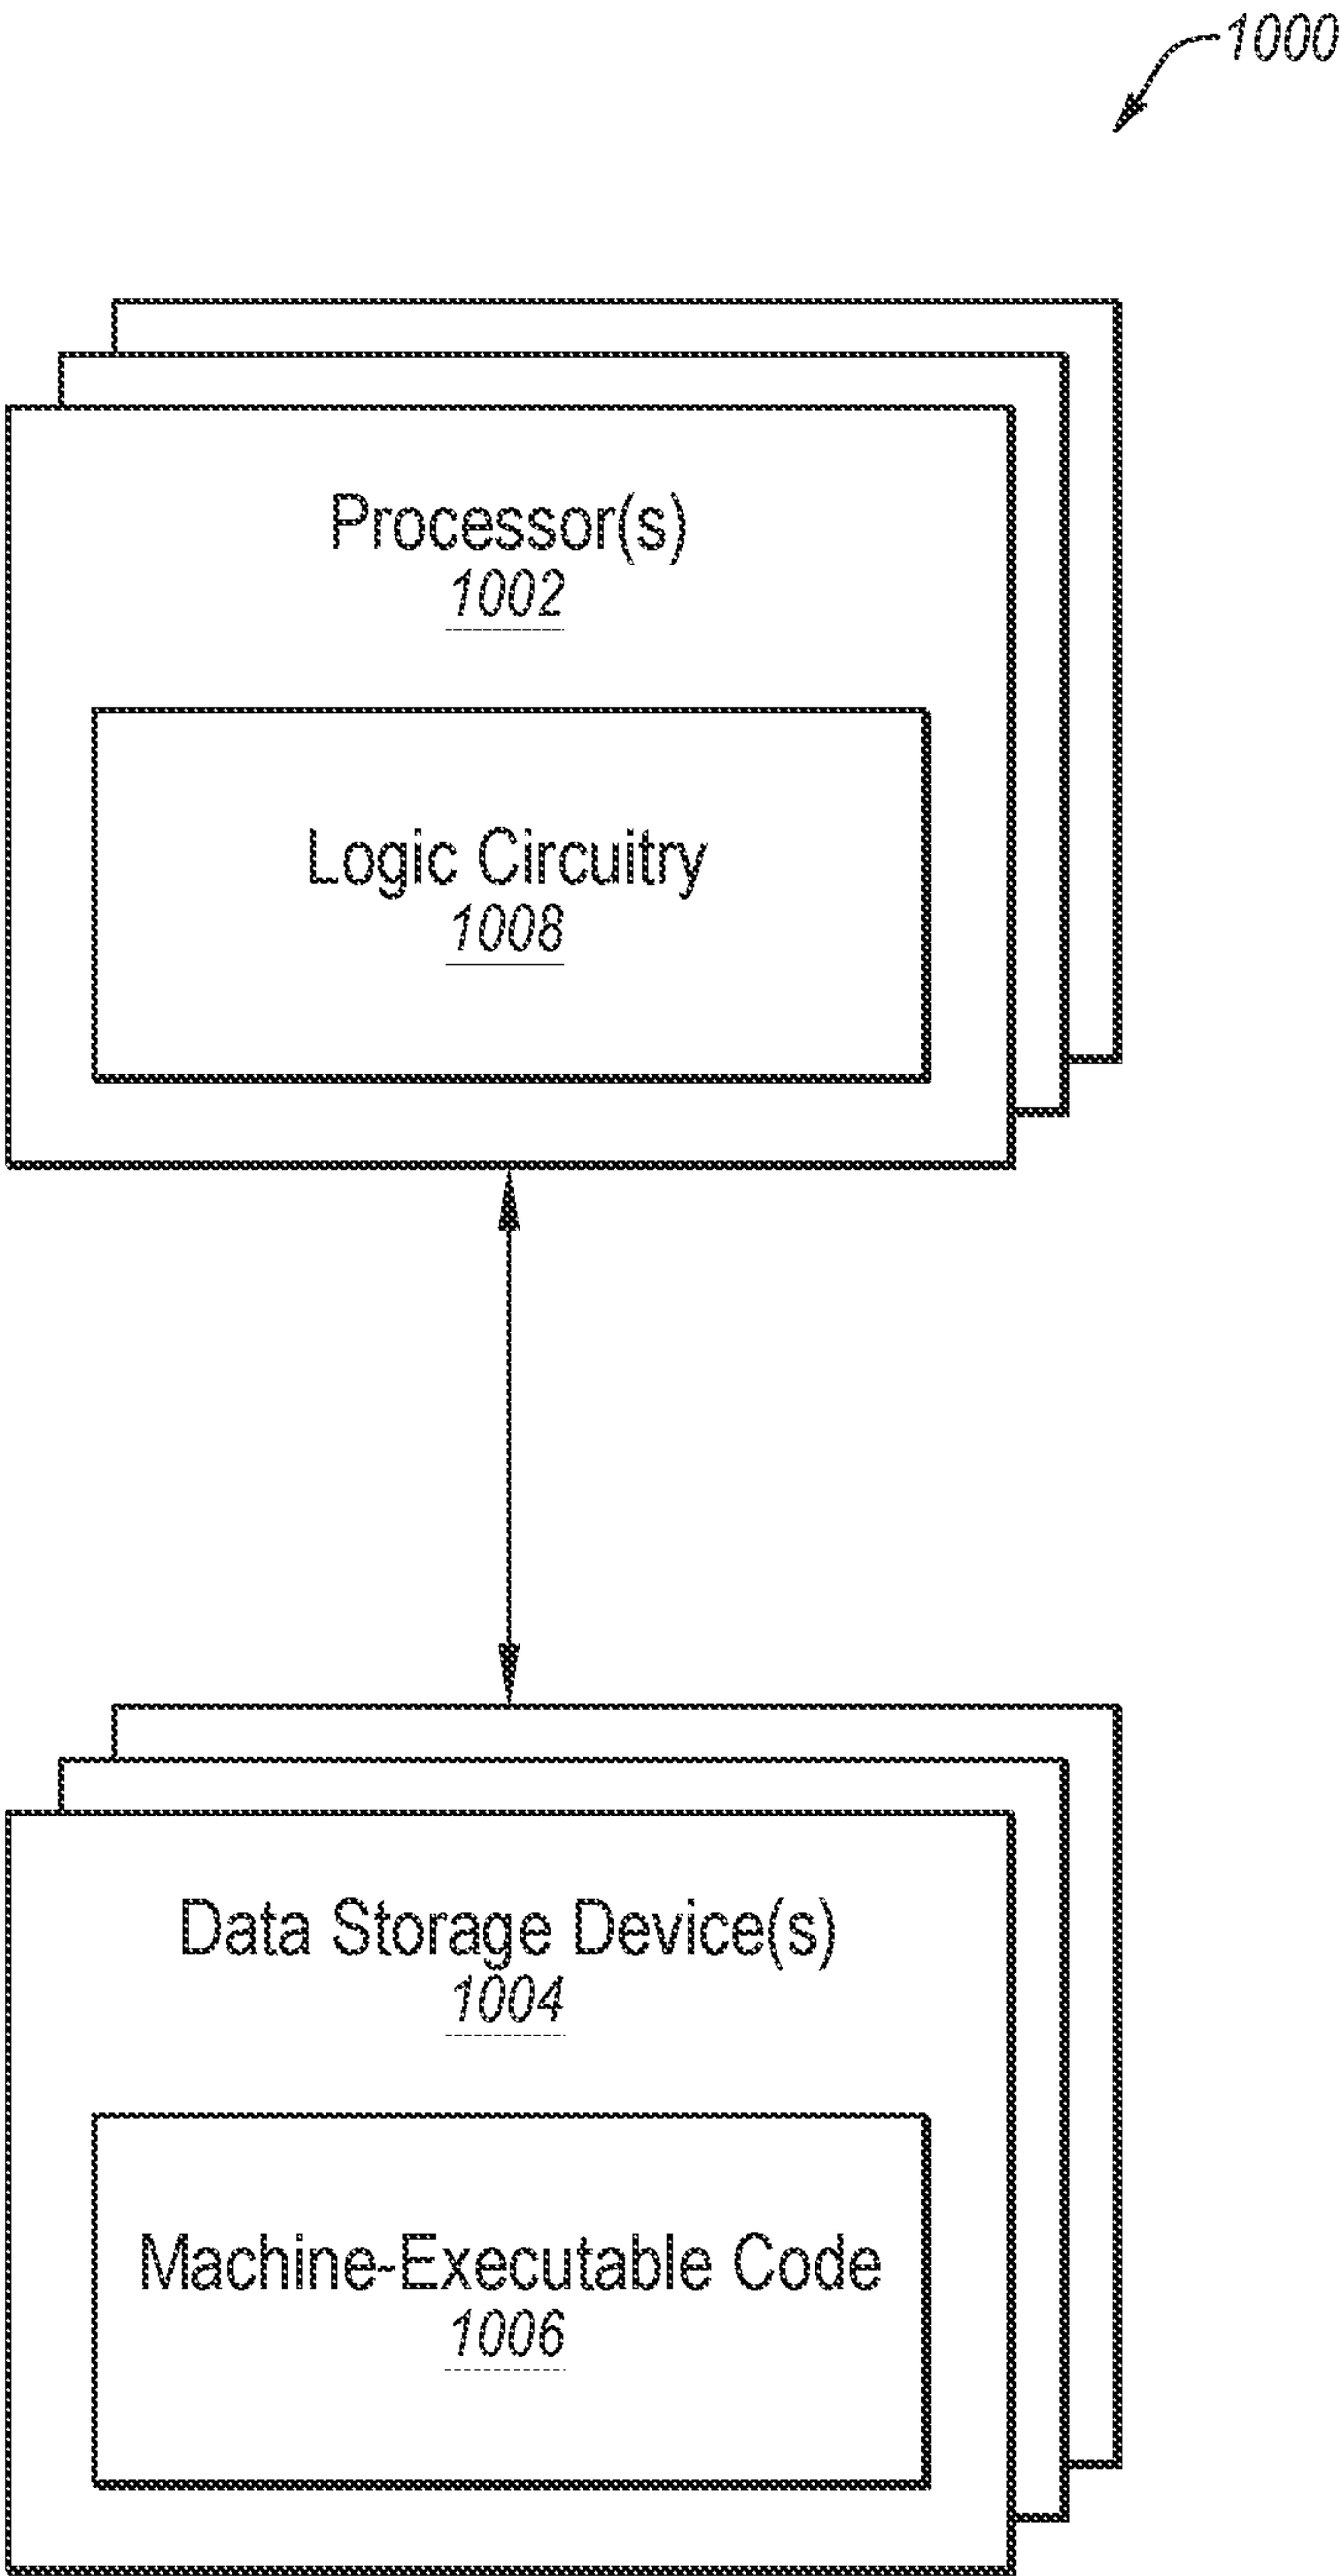 1000
Processor(s)
1002
Logic Circuitry
1008
Data Storage Device(s)
1004
Machine-Executable Code
1006